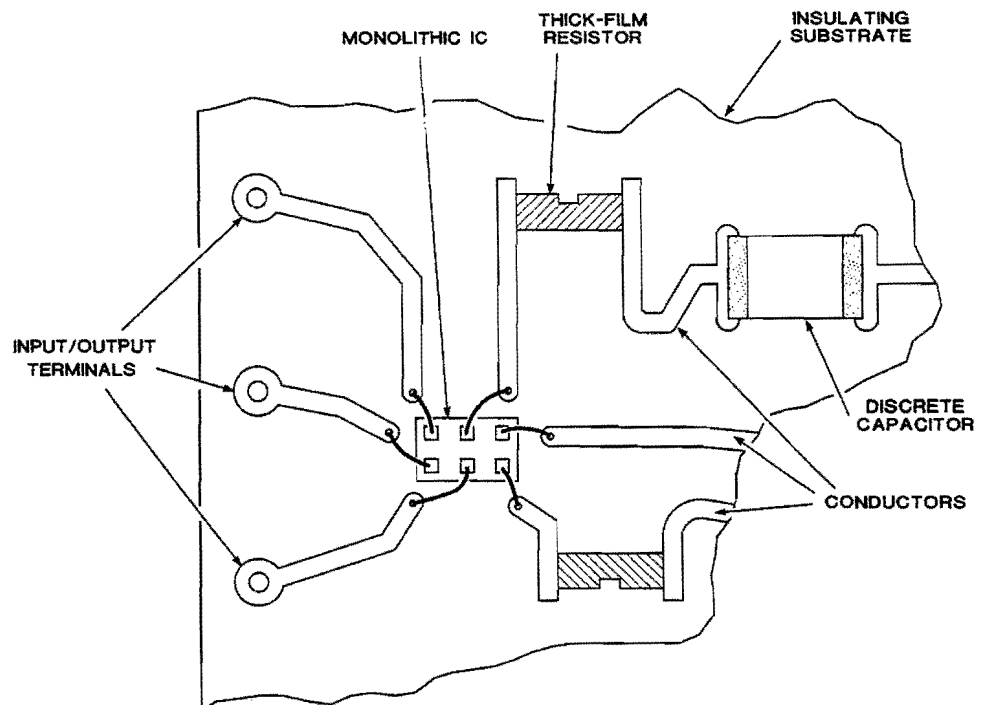 THICK-FILM
RESISTOR
INSULATING
SUBSTRATE
MONOLITHIC IC
INPUT/OUTPUT
TERMINALS
DISCRETE
CAPACITOR
CONDUCTORS